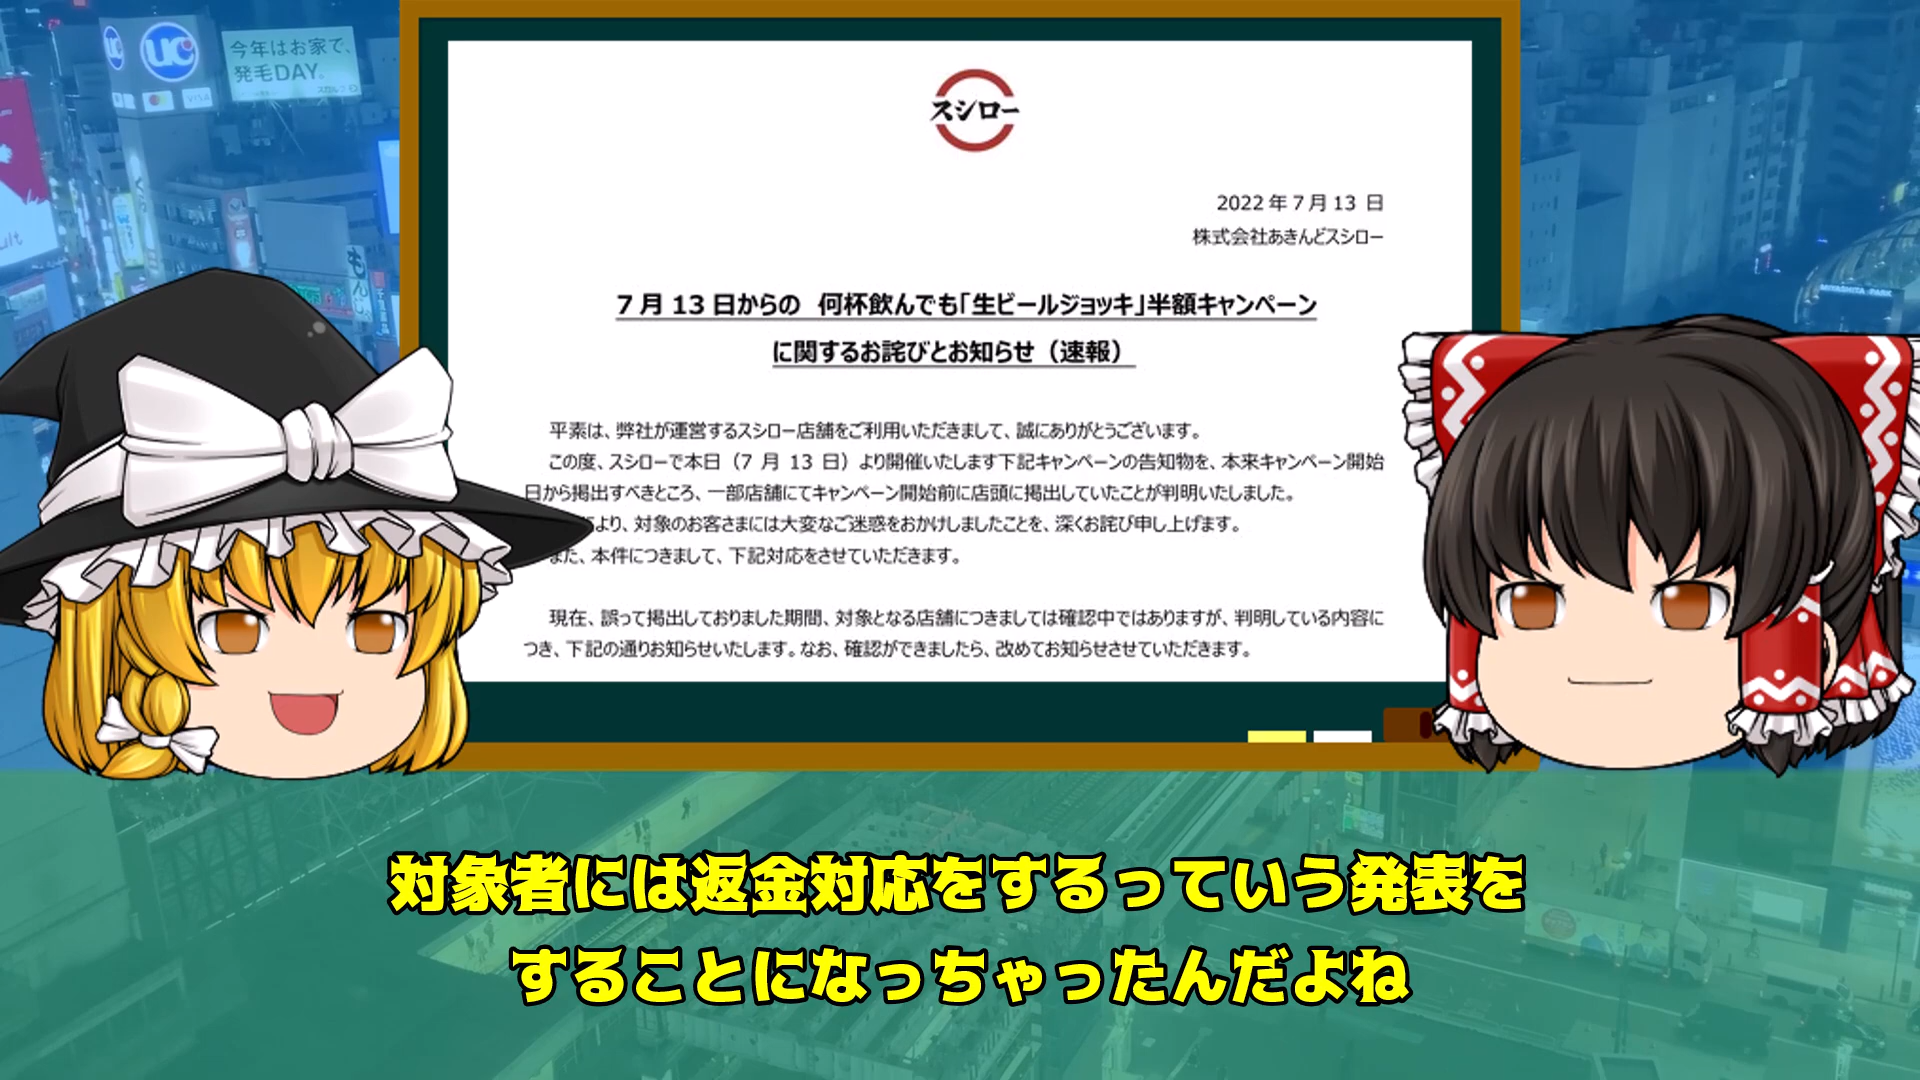 UC
UC
今年はお家で、
発毛DAY。
VISA
MIYASHITA PARK
スシロー
2022年7月13日
株式会社あきんどスシロー
7月13日からの 何杯飲んでも「生ビールジョッキ」半額キャンペーン
に関するお詫びとお知らせ（速報）
平素は、弊社が運営するスシロー店舗をご利用いただきまして、誠にありがとうございます。
この度、スシローで本日（7月13日）より開催いたします下記キャンペーンの告知物を、本来キャンペーン開始
日から掲出すべきところ、一部店舗にてキャンペーン開始前に店頭に掲出していたことが判明いたしました。
より、対象のお客さまには大変なご迷惑をおかけしましたことを、深くお詫び申し上げます。
また、本件につきまして、下記対応をさせていただきます。
現在、誤って掲出しておりました期間、対象となる店舗につきましては確認中ではありますが、判明している内容に
つき、下記の通りお知らせいたします。なお、確認ができましたら、改めてお知らせさせていただきます。
対象者には返金対応をするっていう発表を
することになっちゃったんだよね